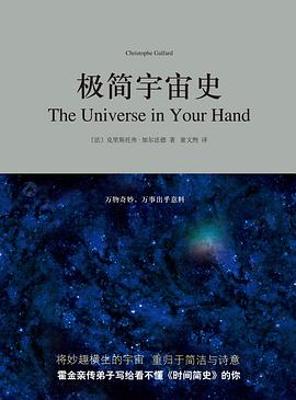 Christophe Galfard
极简宇宙史
The Universe in Your Hand
［法］克里斯托弗·加尔法德 著 童文煦 译
万物奇妙，万事出乎意料
将妙趣横生的宇宙 重归于简洁与诗意
霍金亲传弟子写给看不懂《时间简史》的你